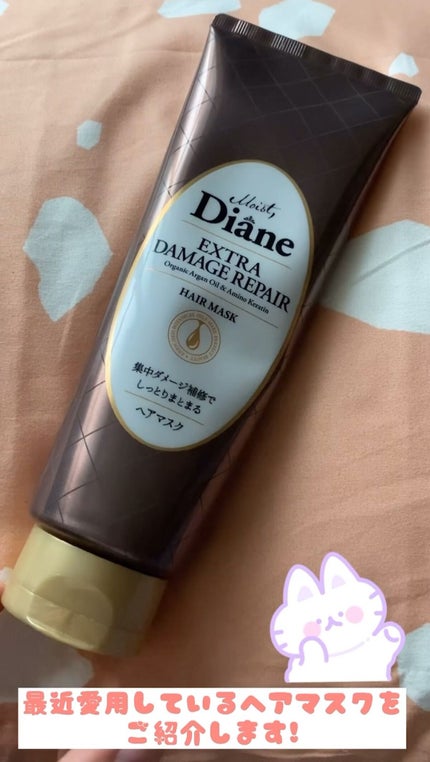 Moist
Diane
EXTRA
DAMAGE REPAIR
Organic Argan Oil & Amino Keratin
HAIR MASK
集中ダメージ補修で
しっとりまとまる
ヘアマスク
最近愛用しているヘアマスクを
ご紹介します!